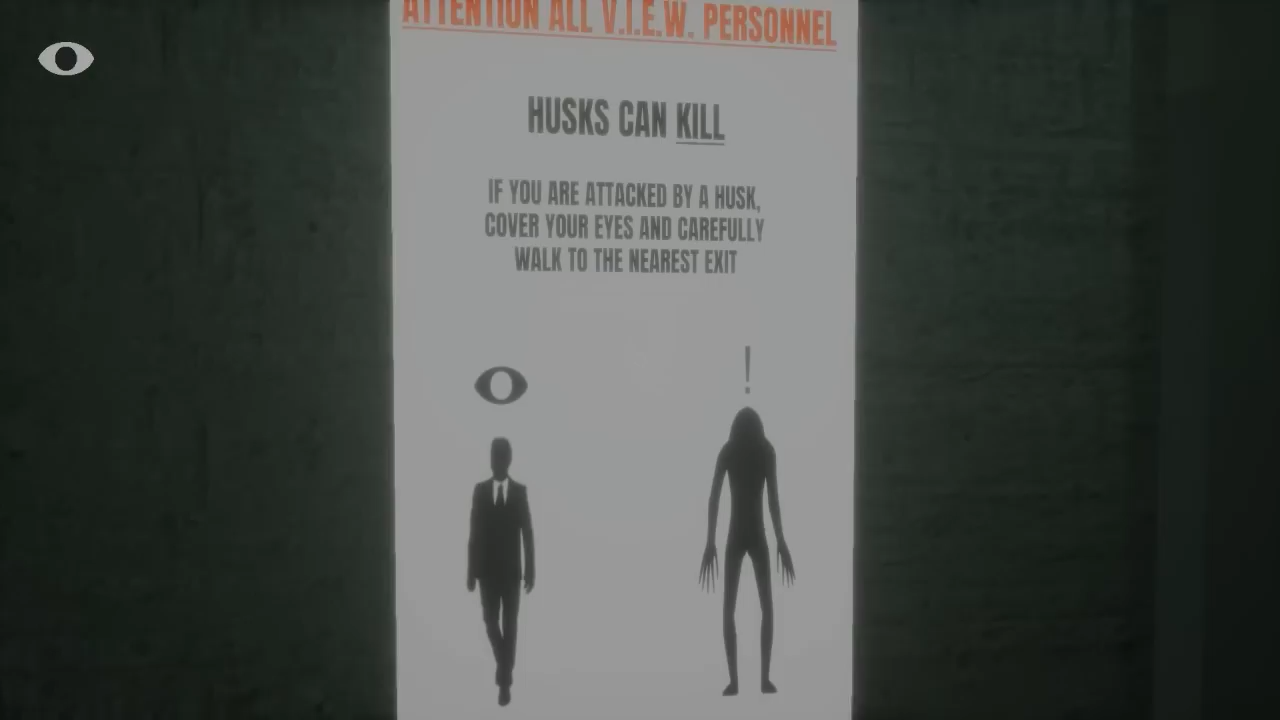 ATTENTION ALL V.I.E.W. PERSONNEL
HUSKS CAN KILL
IF YOU ARE ATTACKED BY A HUSK,
COVER YOUR EYES AND CAREFULLY
WALK TO THE NEAREST EXIT
!